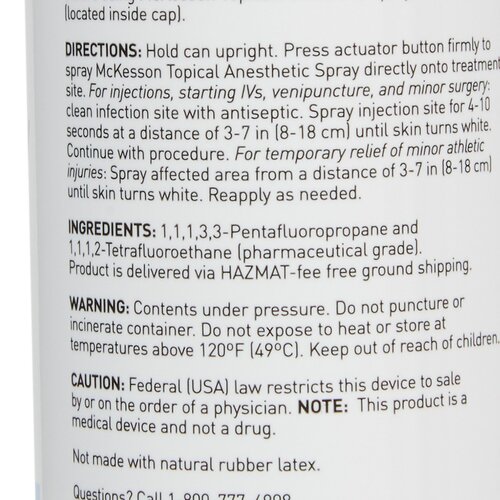 (located inside cap).
DIRECTIONS: Hold can upright. Press actuator button firmly to
spray McKesson Topical Anesthetic Spray directly onto treatment
site. For injections, starting IVs, venipuncture, and minor surgery:
clean infection site with antiseptic. Spray injection site for 4-10
seconds at a distance of 3-7 in (8-18 cm) until skin turns white.
Continue with procedure. For temporary relief of minor athletic
injuries: Spray affected area from a distance of 3-7 in (8-18 cm)
until skin turns white. Reapply as needed.
INGREDIENTS: 1,1,1,3,3-Pentafluoropropane and
1,1,1,2-Tetrafluoroethane (pharmaceutical grade).
Product is delivered via HAZMAT-fee free ground shipping.
WARNING: Contents under pressure. Do not puncture or
incinerate container. Do not expose to heat or store at
temperatures above 120°F (49°C). Keep out of reach of children.
CAUTION: Federal (USA) law restricts this device to sale
by or on the order of a physician. NOTE: This product is a
medical device and not a drug.
Not made with natural rubber latex.
Questions? Call 1-800-777-4908